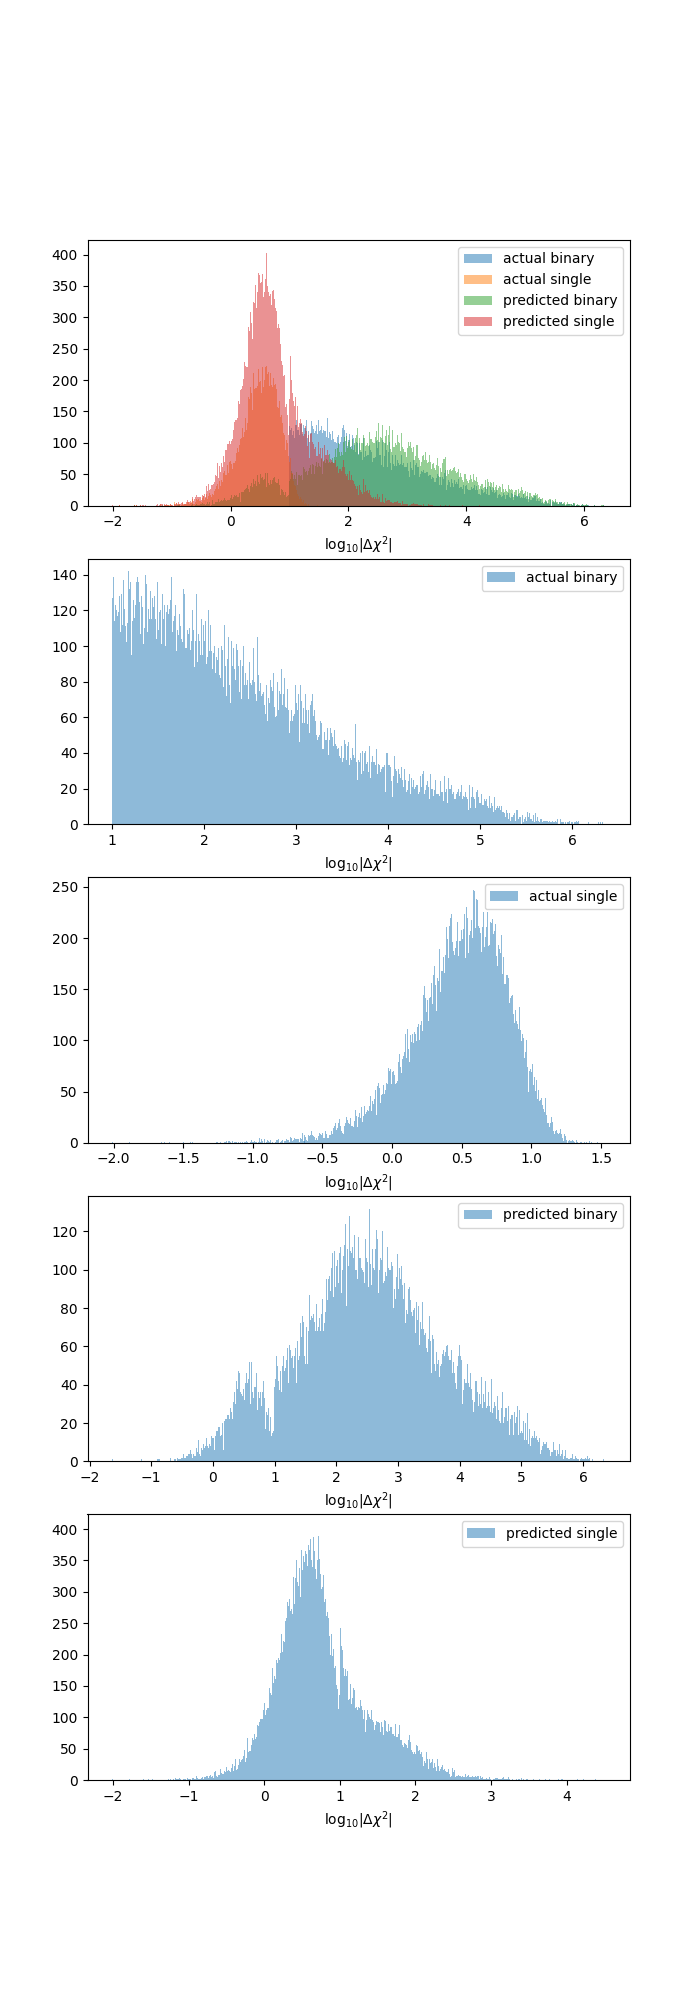 400
350
300
250
200
150
100
50
0
actual binary
actual single
predicted binary
predicted single
−2 0 2 4 6
log₁₀|Δχ²|
140
120
100
80
60
40
20
0
actual binary
1 2 3 4 5 6
log₁₀|Δχ²|
250
200
150
100
50
0
actual single
−2.0 −1.5 −1.0 −0.5 0.0 0.5 1.0 1.5
log₁₀|Δχ²|
120
100
80
60
40
20
0
predicted binary
−2 −1 0 1 2 3 4 5 6
log₁₀|Δχ²|
400
350
300
250
200
150
100
50
0
predicted single
−2 −1 0 1 2 3 4
log₁₀|Δχ²|